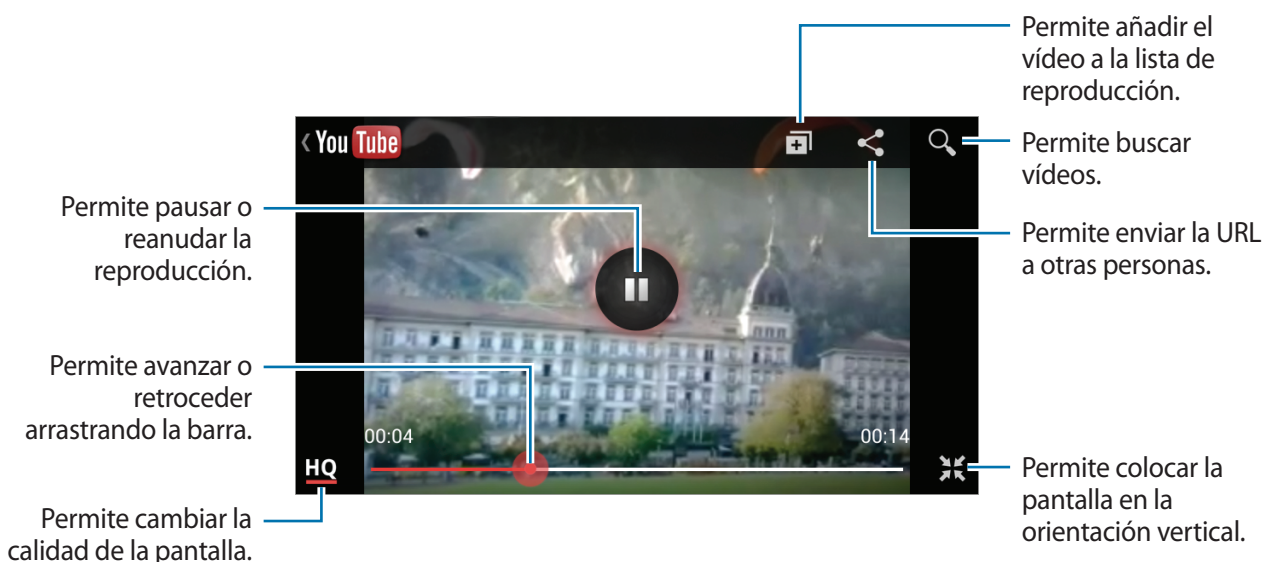 Permite añadir el
vídeo a la lista de
reproducción.
You Tube
Permite buscar
vídeos.
Permite pausar o
reanudar la
reproducción.
Permite enviar la URL
a otras personas.
Permite avanzar o
retroceder
arrastrando la barra.
00:04
00:14
HQ
Permite colocar la
pantalla en la
orientación vertical.
Permite cambiar la
calidad de la pantalla.